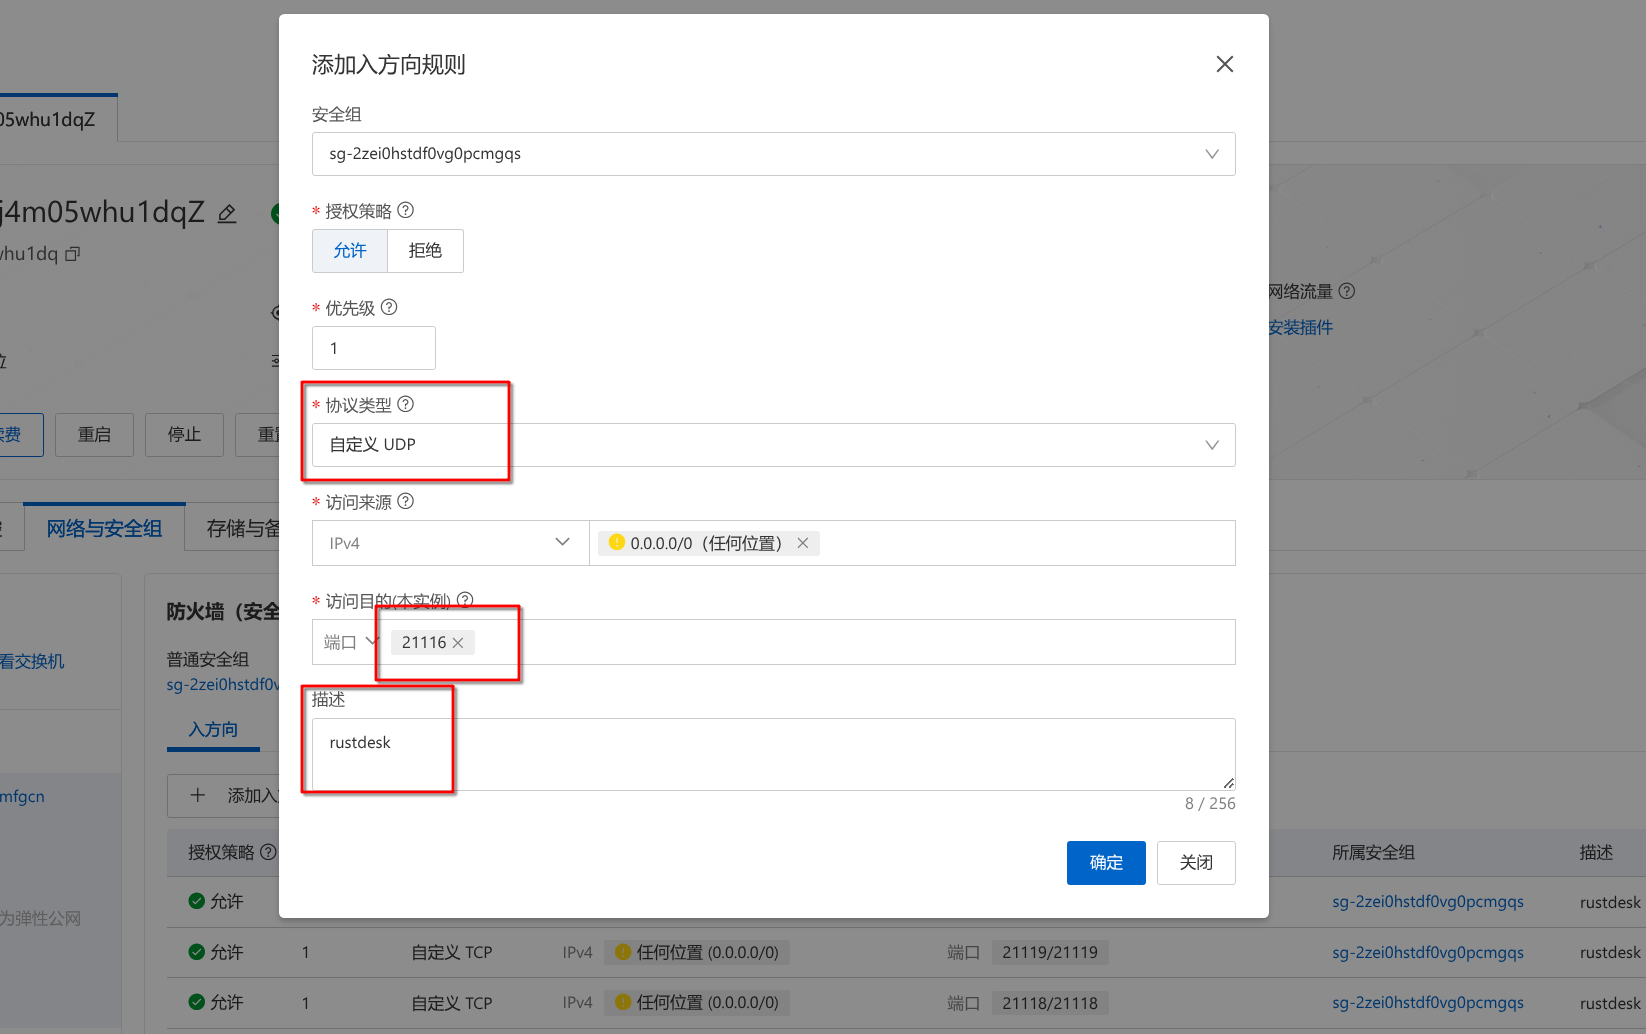 添加入方向规则
安全组
sg-2zei0hstdf0vg0pcmgqs
* 授权策略
允许 拒绝
* 优先级
1
* 协议类型
自定义 UDP
* 访问来源
IPv4 0.0.0.0/0（任何位置）
* 访问目的(本实例)
端口 21116
描述
rustdesk
8 / 256
确定 关闭
05whu1dqZ
j4m05whu1dqZ
hu1dq
网络流量
安装插件
费 重启 停止
网络与安全组 存储与备
防火墙（安全
普通安全组
看交换机
sg-2zei0hstdf0v
入方向
mfgcn
添加入
授权策略 所属安全组 描述
允许 sg-2zei0hstdf0vg0pcmgqs rustdesk
为弹性公网
允许 1 自定义 TCP IPv4 任何位置 (0.0.0.0/0) 端口 21119/21119 sg-2zei0hstdf0vg0pcmgqs rustdesk
允许 1 自定义 TCP IPv4 任何位置 (0.0.0.0/0) 端口 21118/21118 sg-2zei0hstdf0vg0pcmgqs rustdesk